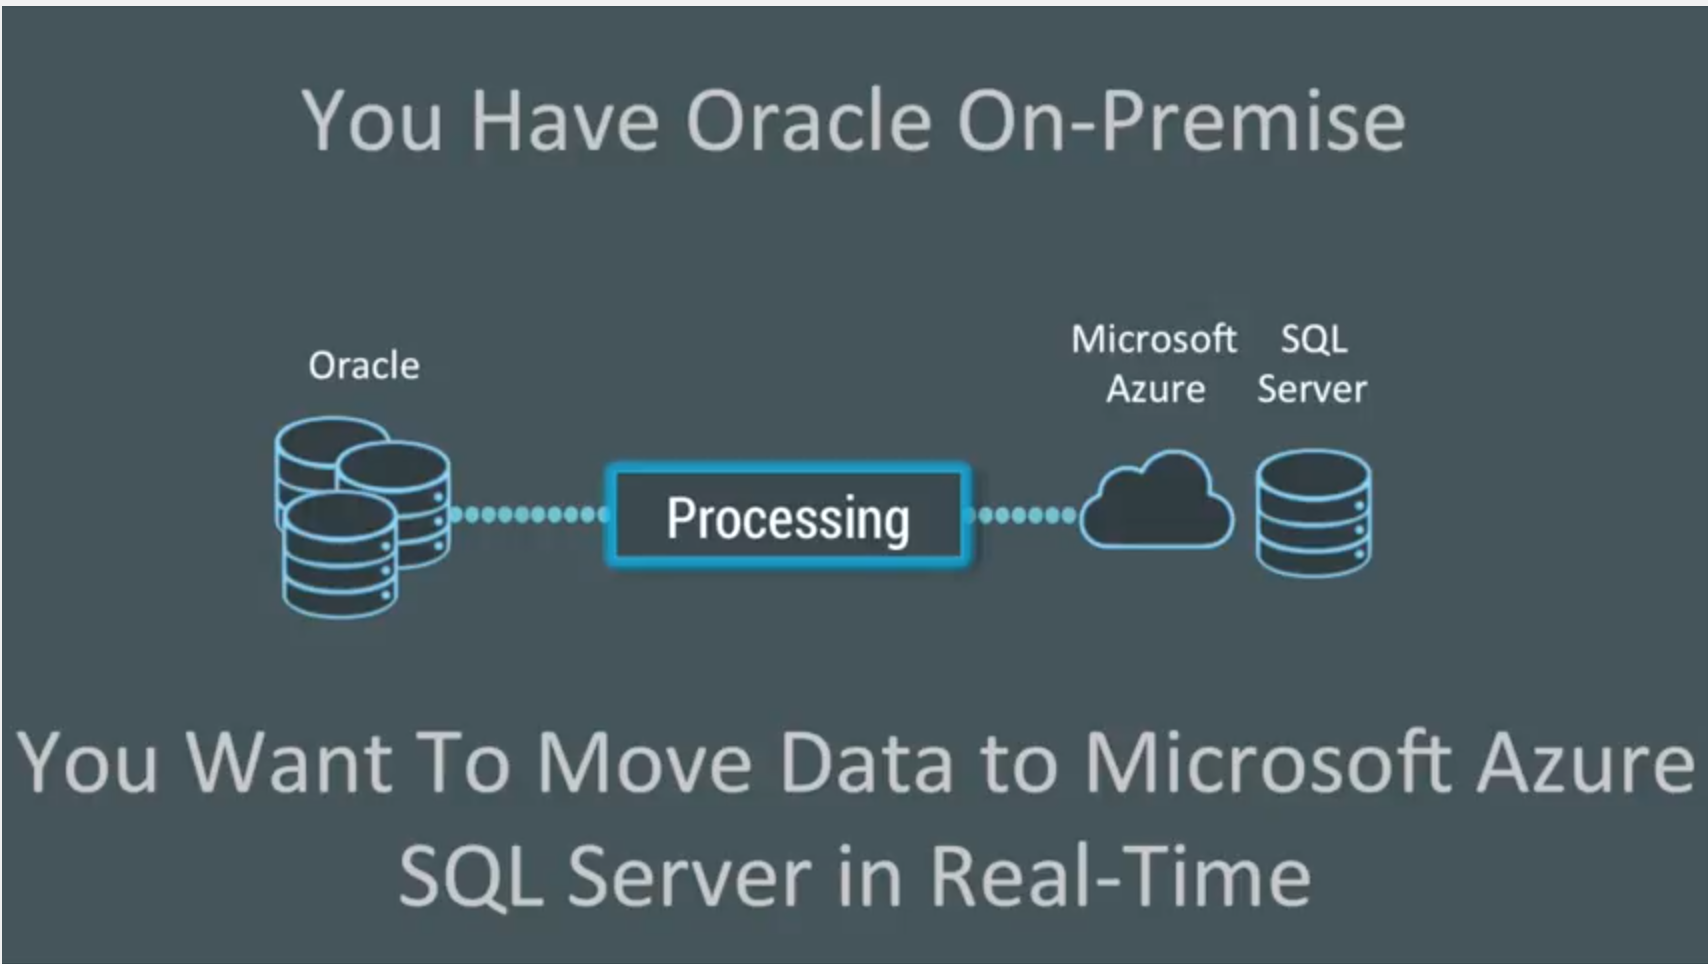 You Have Oracle On-Premise
Oracle
Microsoft
Azure
SQL
Server
Processing
You Want To Move Data to Microsoft Azure
SQL Server in Real-Time